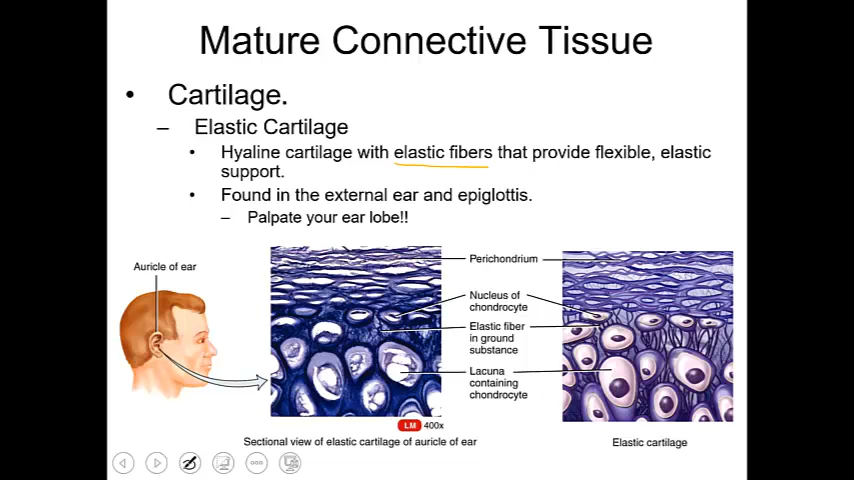 Mature Connective Tissue
• Cartilage.
– Elastic Cartilage
• Hyaline cartilage with elastic fibers that provide flexible, elastic
support.
• Found in the external ear and epiglottis.
– Palpate your ear lobe!!
Auricle of ear
Perichondrium
Nucleus of
chondrocyte
Elastic fiber
in ground
substance
Lacuna
containing
chondrocyte
LM 400x
Sectional view of elastic cartilage of auricle of ear
Elastic cartilage